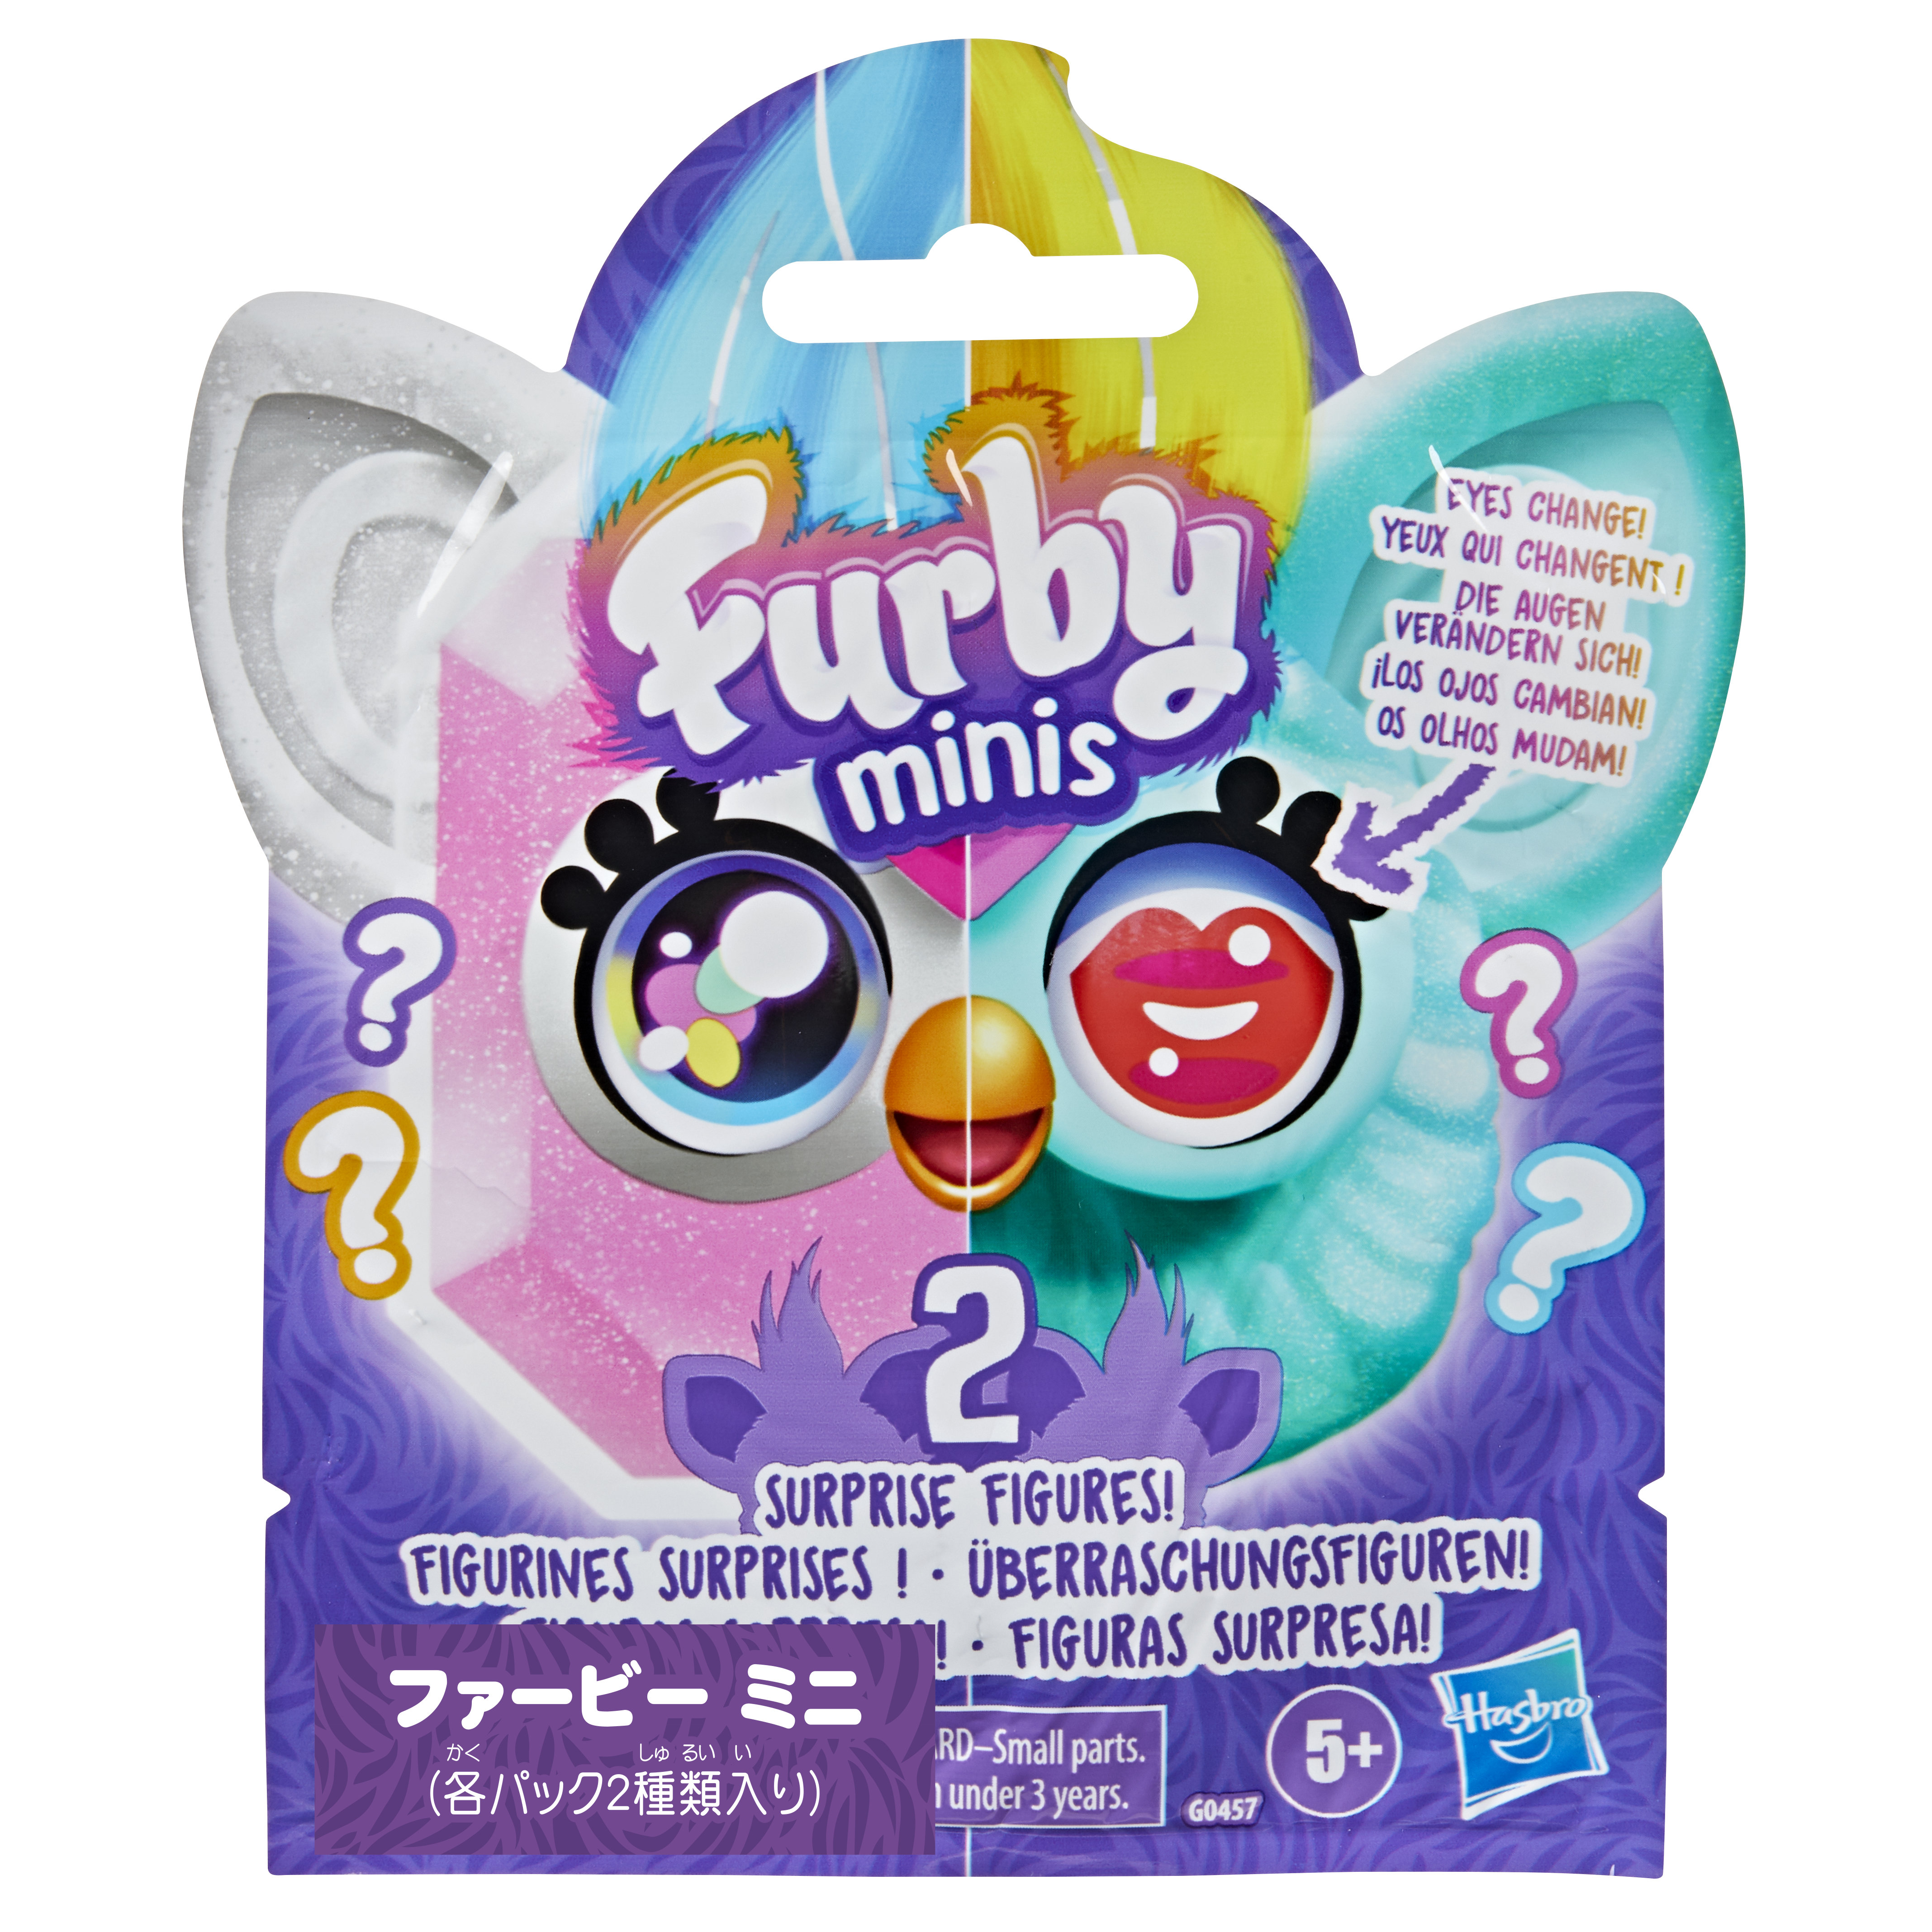 Furby
minis
EYES CHANGE!
YEUX QUI CHANGENT !
DIE AUGEN
VERÄNDERN SICH!
¡LOS OJOS CAMBIAN!
OS OLHOS MUDAM!
?
?
?
?
2
SURPRISE FIGURES!
FIGURINES SURPRISES ! · ÜBERRASCHUNGSFIGUREN!
! · FIGURAS SURPRESA!
ファービー ミニ
かく しゅ るい い
(各パック2種類入り)
–Small parts.
under 3 years.
G0457
5+
Hasbro